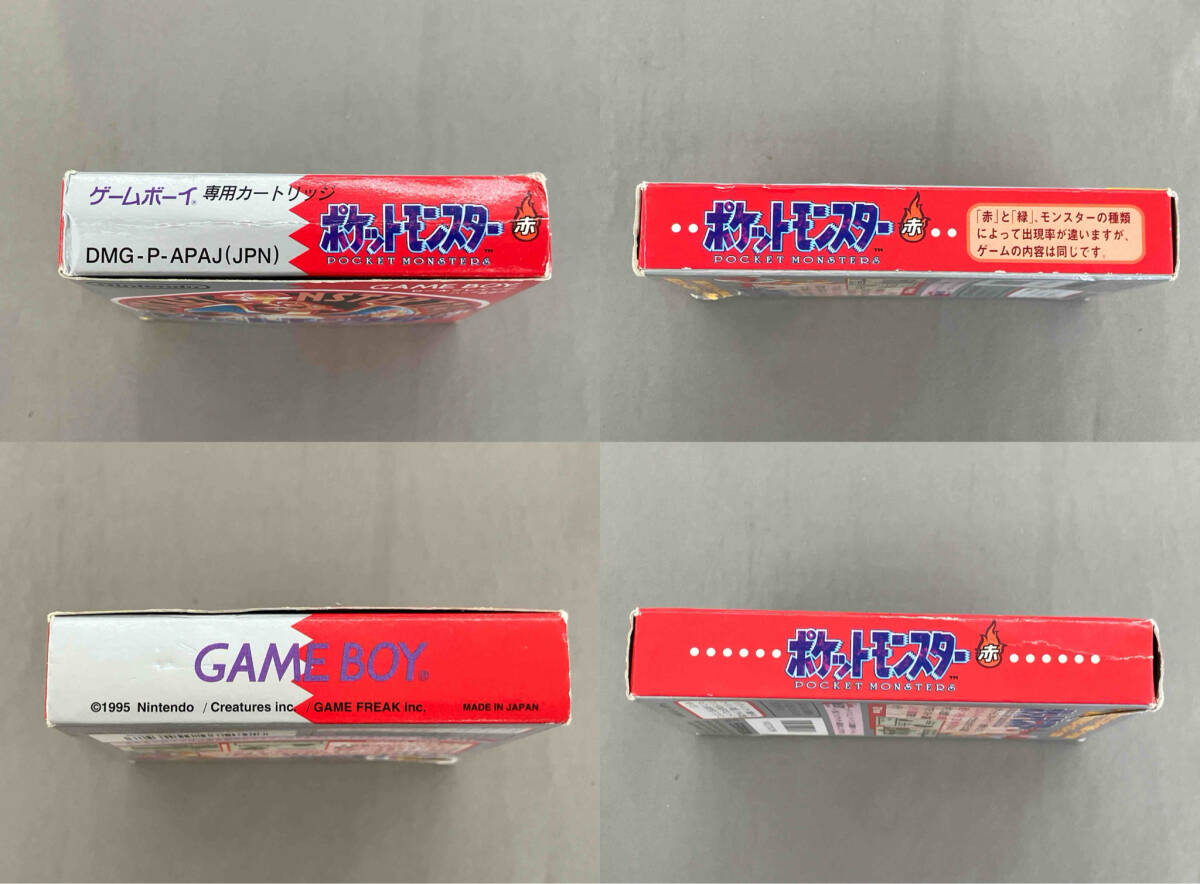 ゲームボーイ® 専用カートリッジ
DMG-P-APAJ(JPN)
ポケットモンスター 赤
™
POCKET MONSTERS
GAME BOY
ポケットモンスター 赤
POCKET MONSTERS
「赤」と「緑」、モンスターの種類
によって出現率が違いますが、
ゲームの内容は同じです。
GAME BOY®
©1995 Nintendo / Creatures inc. / GAME FREAK inc. MADE IN JAPAN
ポケットモンスター 赤
™
POCKET MONSTERS